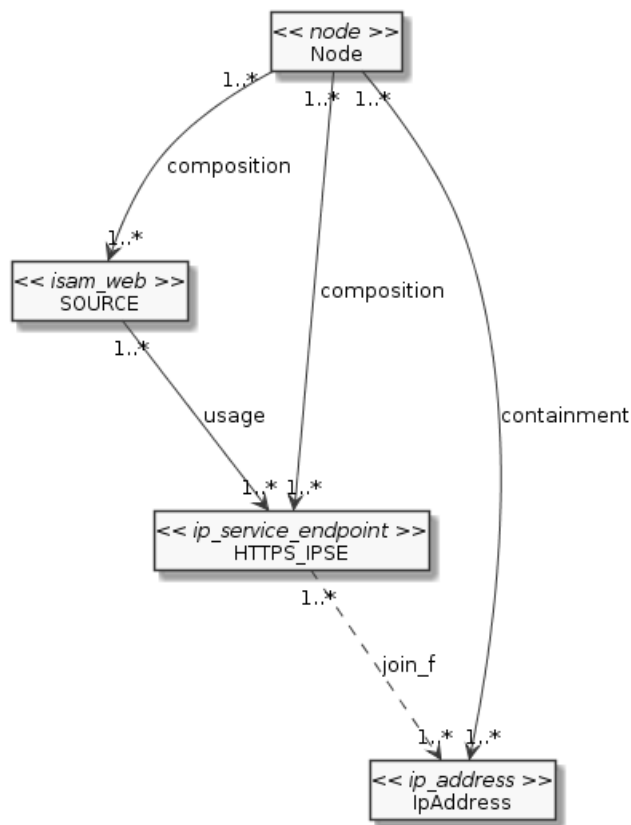 << node >>
Node
1..*
1..*
1..*
composition
1..*
<< isam_web >>
SOURCE
composition
1..*
usage
containment
1..*
1..*
<< ip_service_endpoint >>
HTTPS_IPSE
1..*
join_f
1..*
1..*
<< ip_address >>
IpAddress